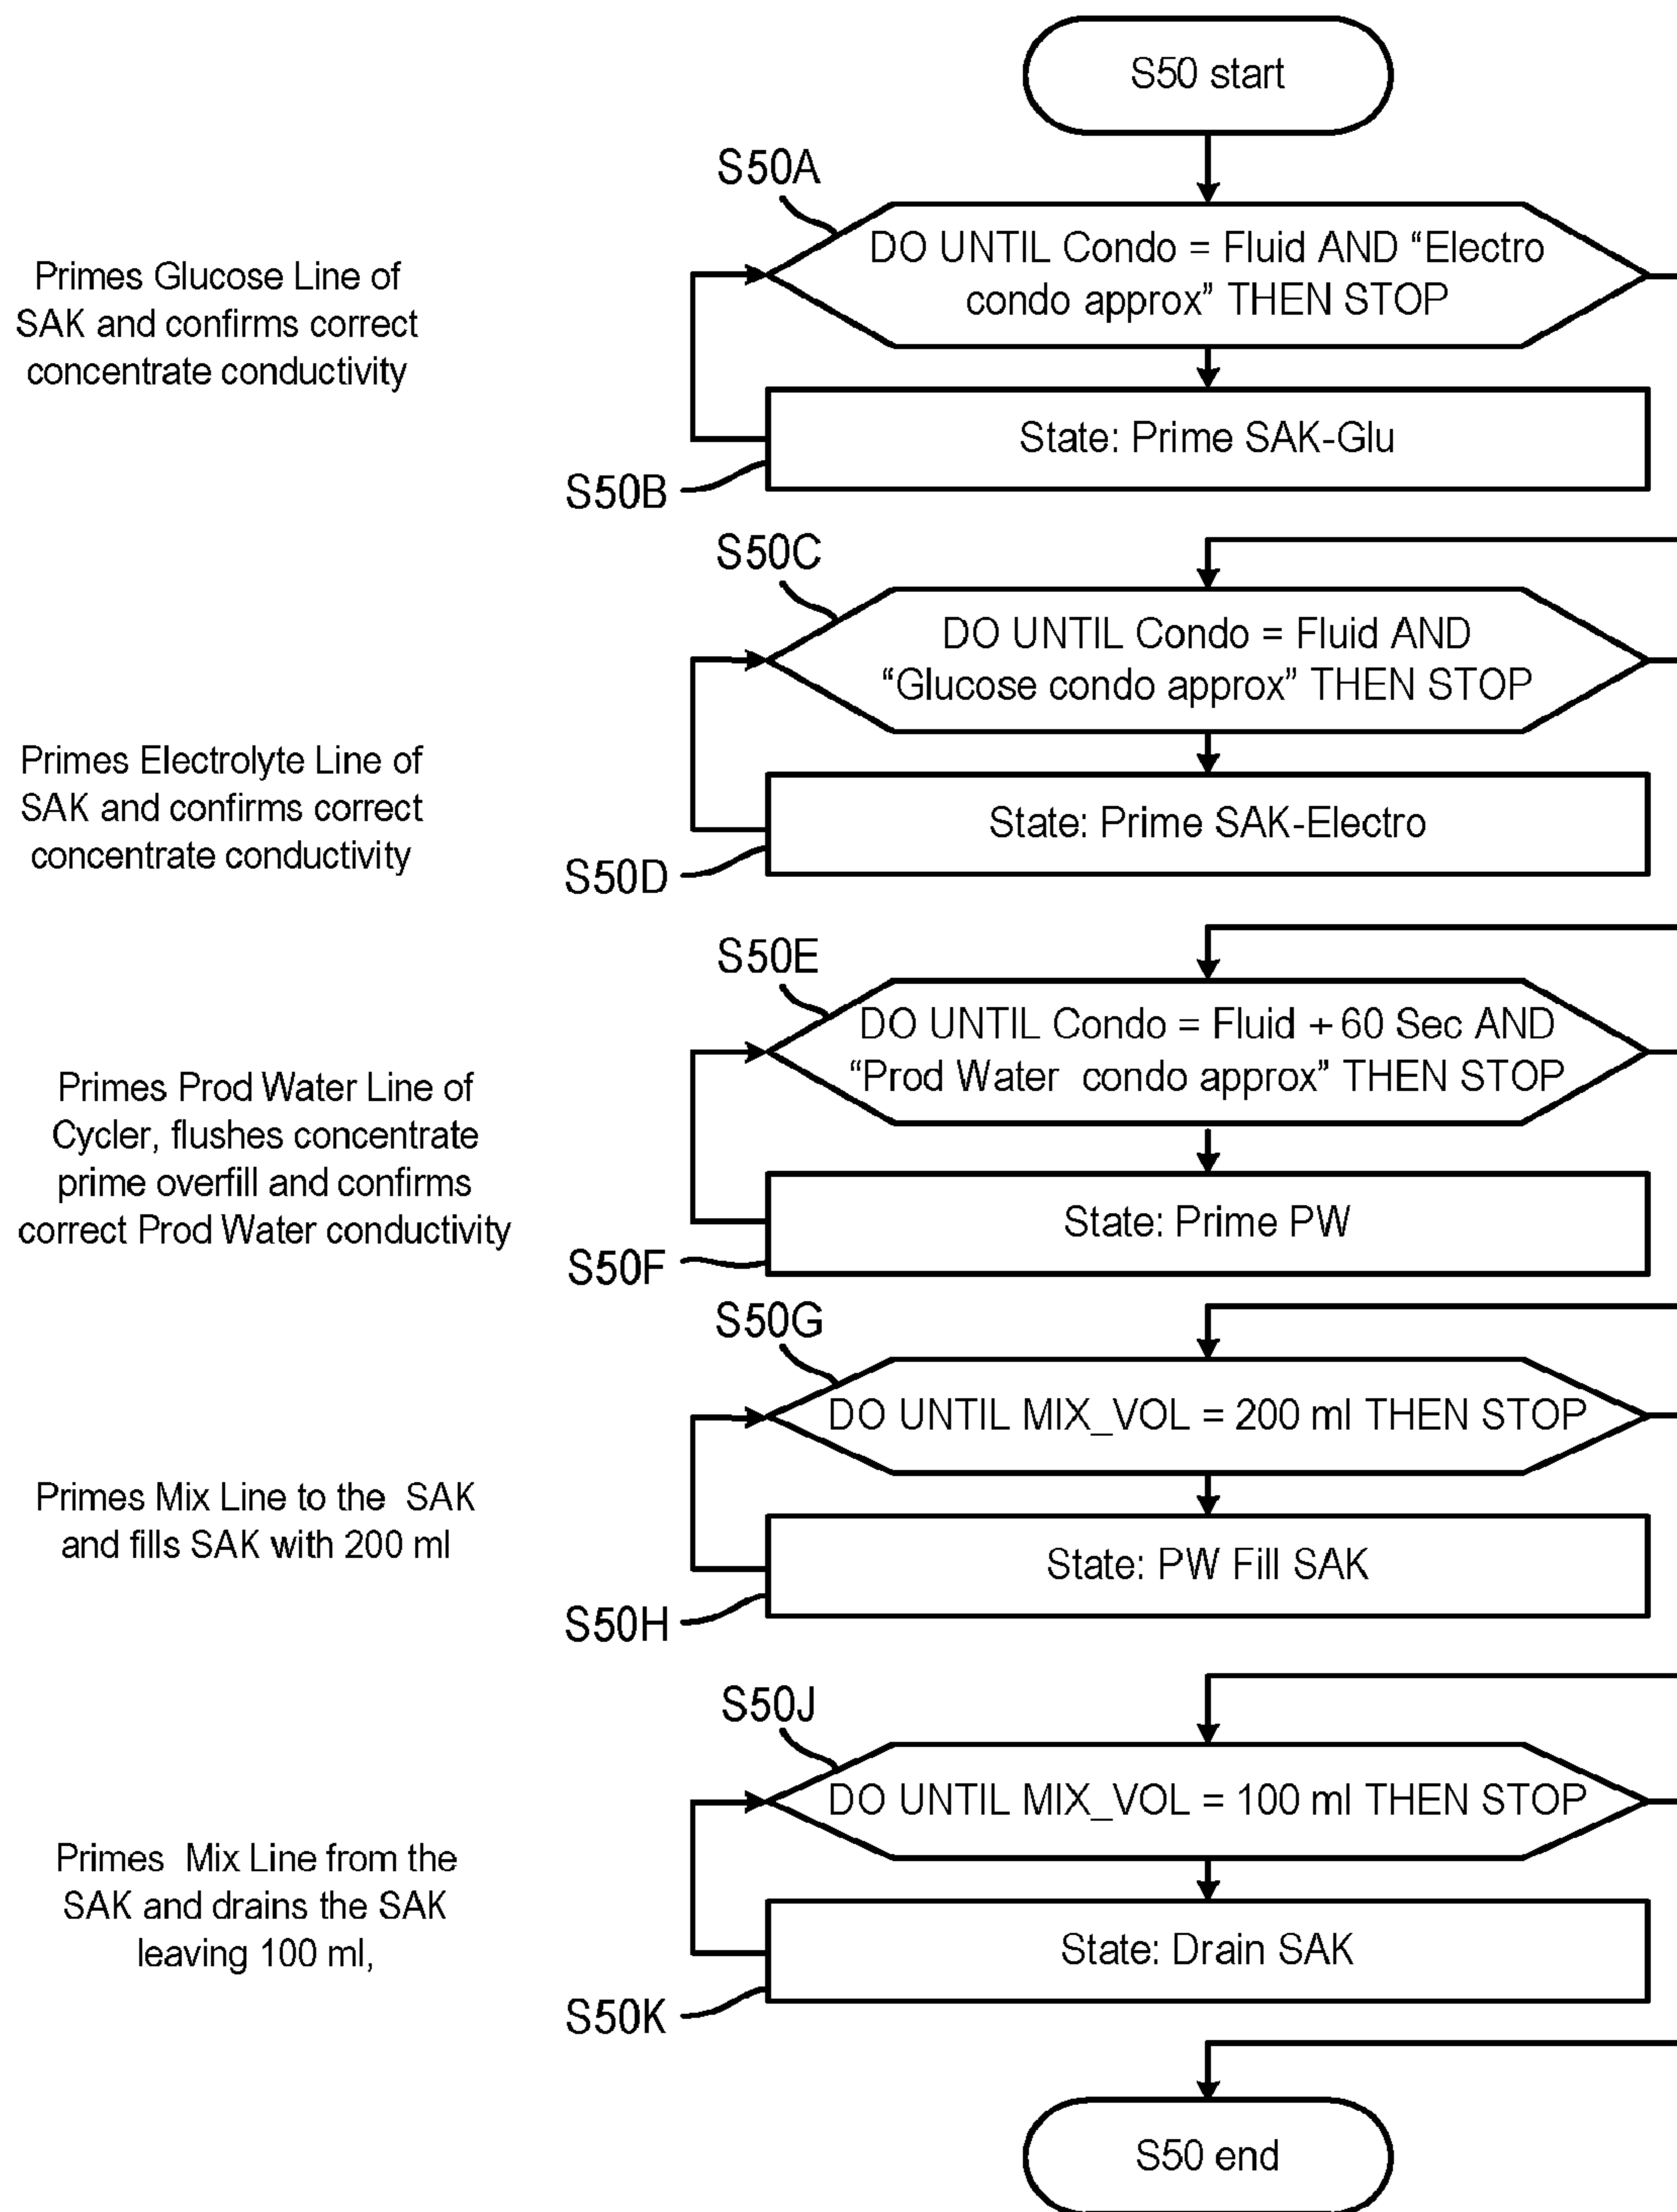 S50 start
S50A
DO UNTIL Condo = Fluid AND “Electro
condo approx” THEN STOP
Primes Glucose Line of
SAK and confirms correct
concentrate conductivity
State: Prime SAK-Glu
S50B
S50C
DO UNTIL Condo = Fluid AND
“Glucose condo approx” THEN STOP
Primes Electrolyte Line of
SAK and confirms correct
concentrate conductivity
State: Prime SAK-Electro
S50D
S50E
DO UNTIL Condo = Fluid + 60 Sec AND
“Prod Water condo approx” THEN STOP
Primes Prod Water Line of
Cycler, flushes concentrate
prime overfill and confirms
correct Prod Water conductivity
State: Prime PW
S50F
S50G
DO UNTIL MIX_VOL = 200 ml THEN STOP
Primes Mix Line to the SAK
and fills SAK with 200 ml
State: PW Fill SAK
S50H
S50J
DO UNTIL MIX_VOL = 100 ml THEN STOP
Primes Mix Line from the
SAK and drains the SAK
leaving 100 ml,
State: Drain SAK
S50K
S50 end